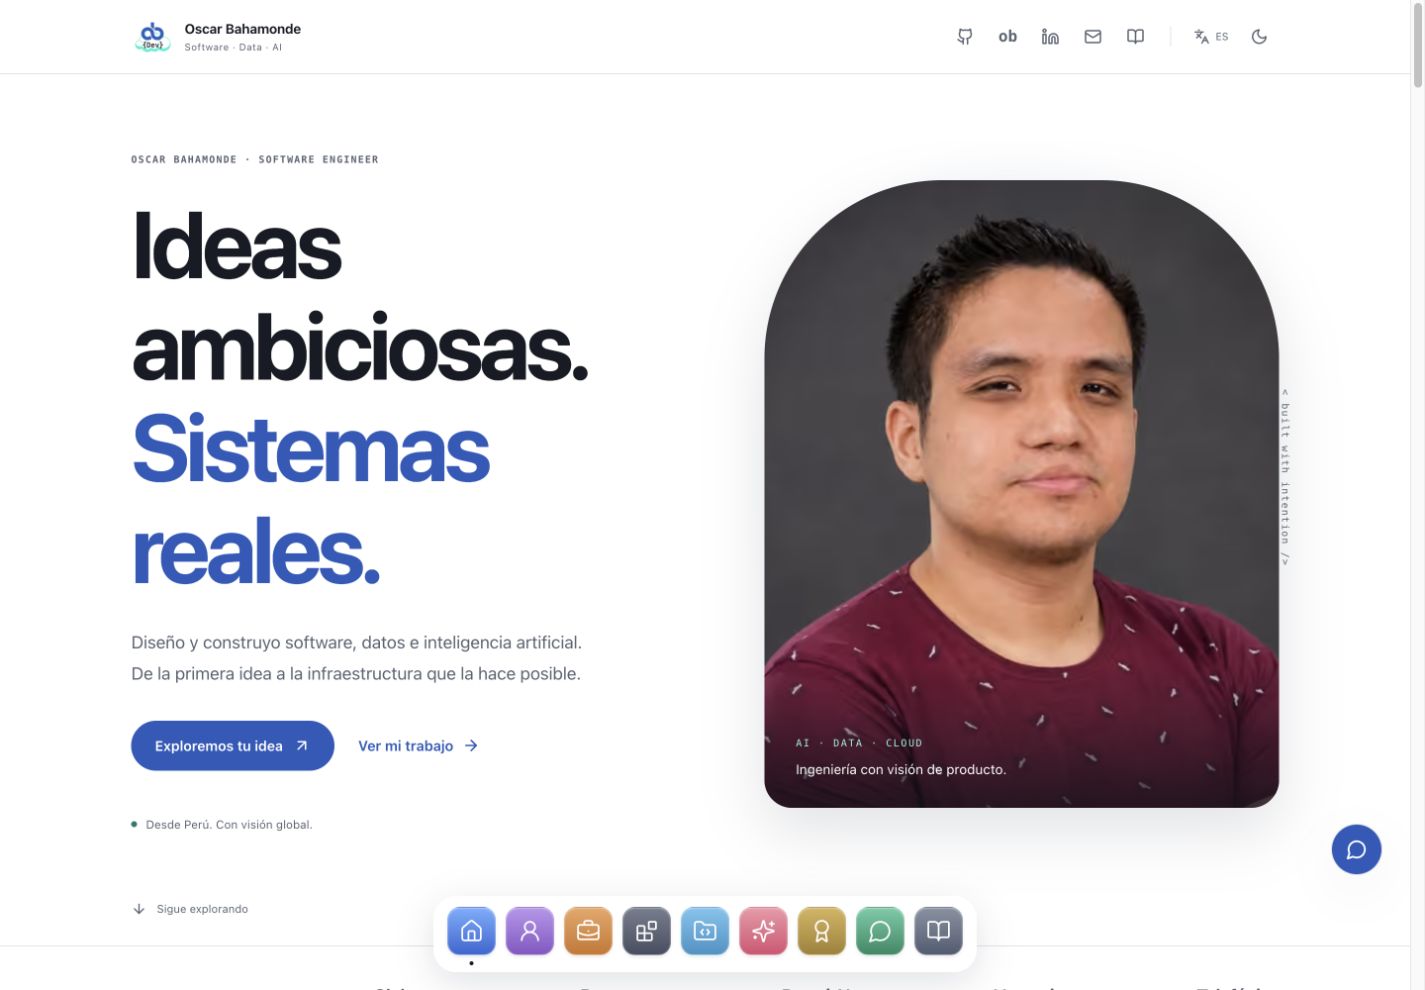 Oscar Bahamonde
Software · Data · AI
ob
{Dev}
ob
ES
OSCAR BAHAMONDE · SOFTWARE ENGINEER
Ideas
ambiciosas.
Sistemas
reales.
Diseño y construyo software, datos e inteligencia artificial.
De la primera idea a la infraestructura que la hace posible.
Exploremos tu idea
Ver mi trabajo
Desde Perú. Con visión global.
Sigue explorando
AI · DATA · CLOUD
Ingeniería con visión de producto.
< built with intention />